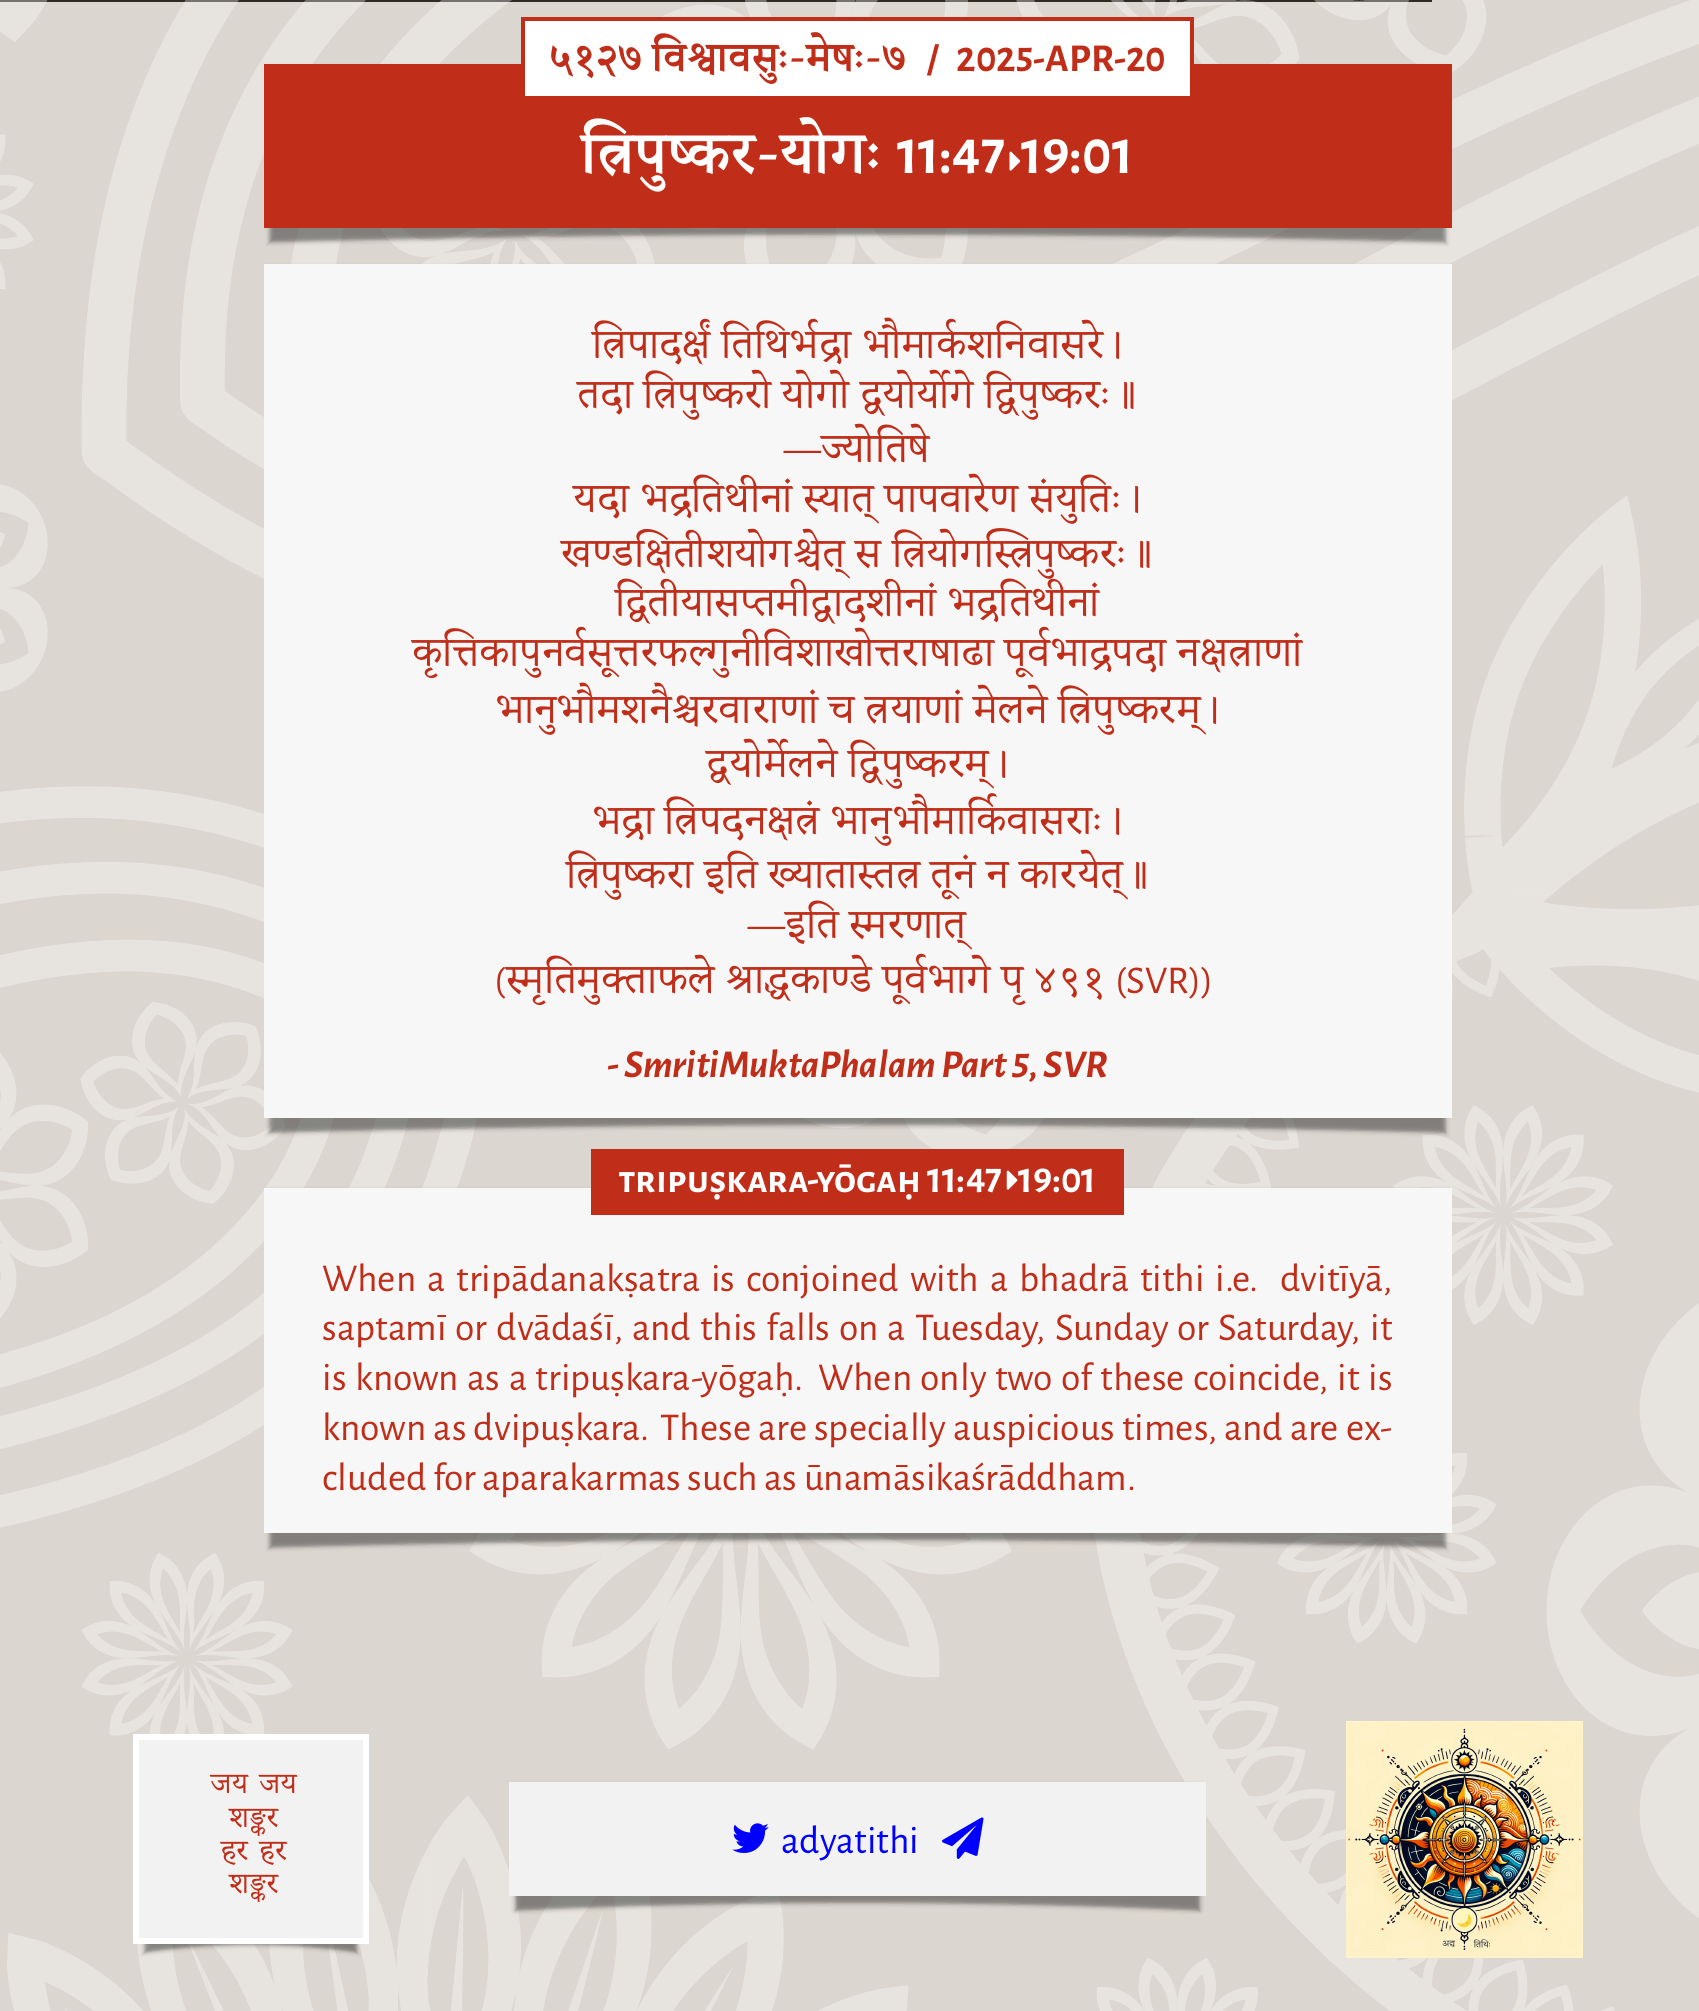 ५१२७ विश्वावसुः-मेषः-७ / 2025-APR-20
त्रिपुष्कर-योगः 11:47▸19:01
त्रिपादर्क्षं तिथिर्भद्रा भौमार्कशनिवासरे।
तदा त्रिपुष्करो योगो द्वयोर्योगे द्विपुष्करः॥
—ज्योतिषे
यदा भद्रतिथीनां स्यात् पापवारेण संयुतिः।
खण्डक्षितीशयोगश्चेत् स त्रियोगस्त्रिपुष्करः॥
द्वितीयासप्तमीद्वादशीनां भद्रतिथीनां
कृत्तिकापुनर्वसूत्तरफल्गुनीविशाखोत्तराषाढा पूर्वभाद्रपदा नक्षत्राणां
भानुभौमशनैश्चरवाराणां च त्रयाणां मेलने त्रिपुष्करम्।
द्वयोर्मेलने द्विपुष्करम्।
भद्रा त्रिपदनक्षत्रं भानुभौमार्किवासराः।
त्रिपुष्करा इति ख्यातास्तत्र तूनं न कारयेत्॥
—इति स्मरणात्
(स्मृतिमुक्ताफले श्राद्धकाण्डे पूर्वभागे पृ ४९१ (SVR))
- SmritiMuktaPhalam Part 5, SVR
TRIPUṢKARA-YŌGAḤ 11:47▸19:01
When a tripādanakṣatra is conjoined with a bhadrā tithi i.e. dvitīyā,
saptamī or dvādaśī, and this falls on a Tuesday, Sunday or Saturday, it
is known as a tripuṣkara-yōgaḥ. When only two of these coincide, it is
known as dvipuṣkara. These are specially auspicious times, and are ex-
cluded for aparakarmas such as ūnamāsikaśrāddham.
जय जय
शङ्कर
हर हर
शङ्कर
adyatithi
अद्य तिथिः